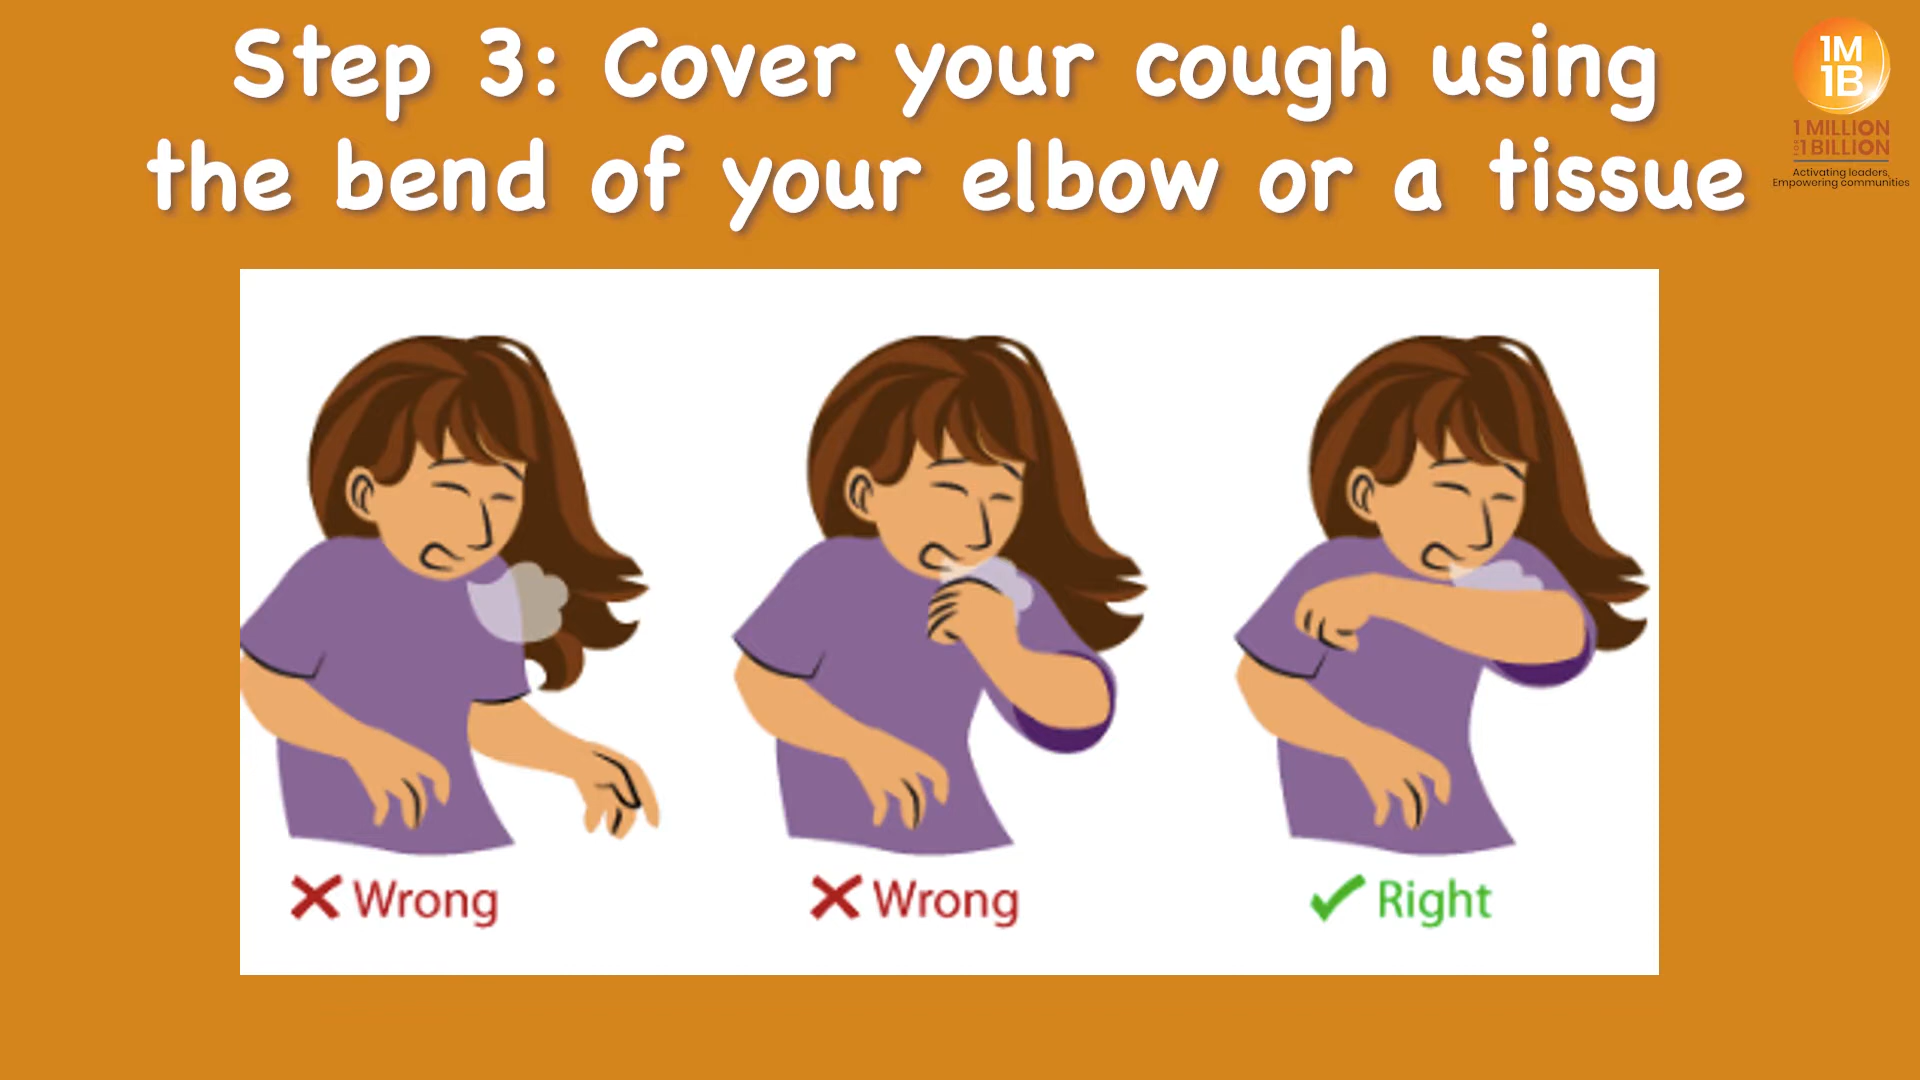 Step 3: Cover your cough using
the bend of your elbow or a tissue
1M
1B
1 MILLION
FOR 1 BILLION
Activating leaders,
Empowering communities
Wrong
Wrong
Right